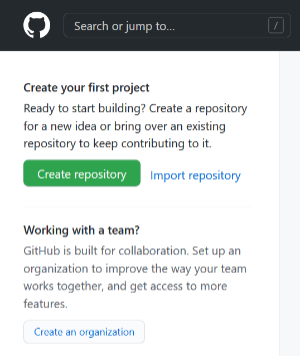 Search or jump to...
/
Create your first project
Ready to start building? Create a repository
for a new idea or bring over an existing
repository to keep contributing to it.
Create repository
Import repository
Working with a team?
GitHub is built for collaboration. Set up an
organization to improve the way your team
works together, and get access to more
features.
Create an organization